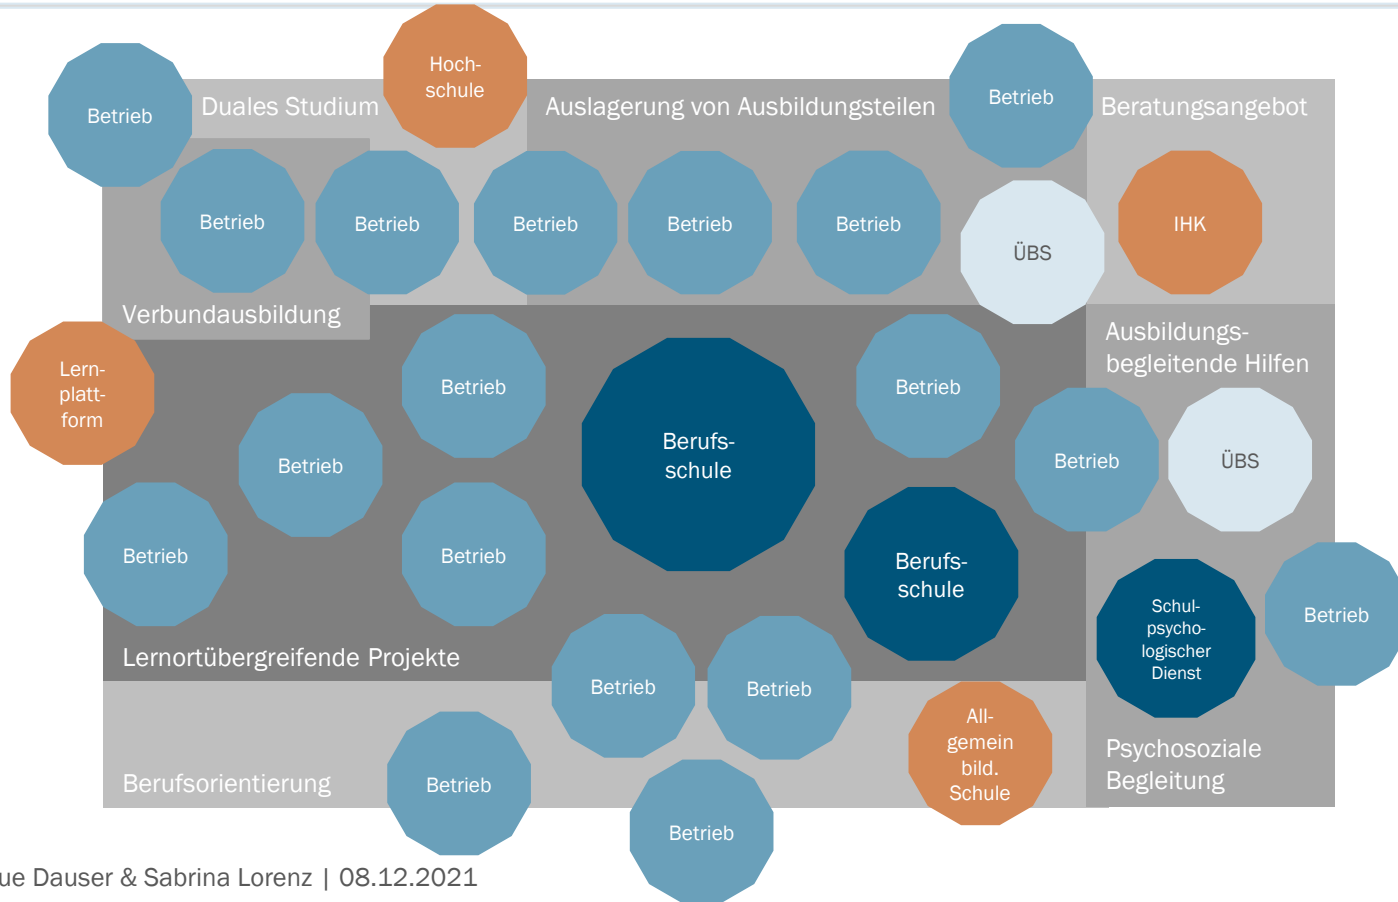 Hoch-
schule
Betrieb
Duales Studium
Auslagerung von Ausbildungsteilen
Betrieb
Beratungsangebot
Betrieb
Betrieb
Betrieb
Betrieb
Betrieb
ÜBS
IHK
Verbundausbildung
Lern-
platt-
form
Betrieb
Betrieb
Ausbildungs-
begleitende Hilfen
Betrieb
Berufs-
schule
Betrieb
ÜBS
Betrieb
Betrieb
Berufs-
schule
Schul-
psycho-
logischer
Dienst
Betrieb
Lernortübergreifende Projekte
Betrieb
Betrieb
All-
gemein
bild.
Schule
Psychosoziale
Begleitung
Berufsorientierung
Betrieb
Betrieb
ue Dauser & Sabrina Lorenz | 08.12.2021